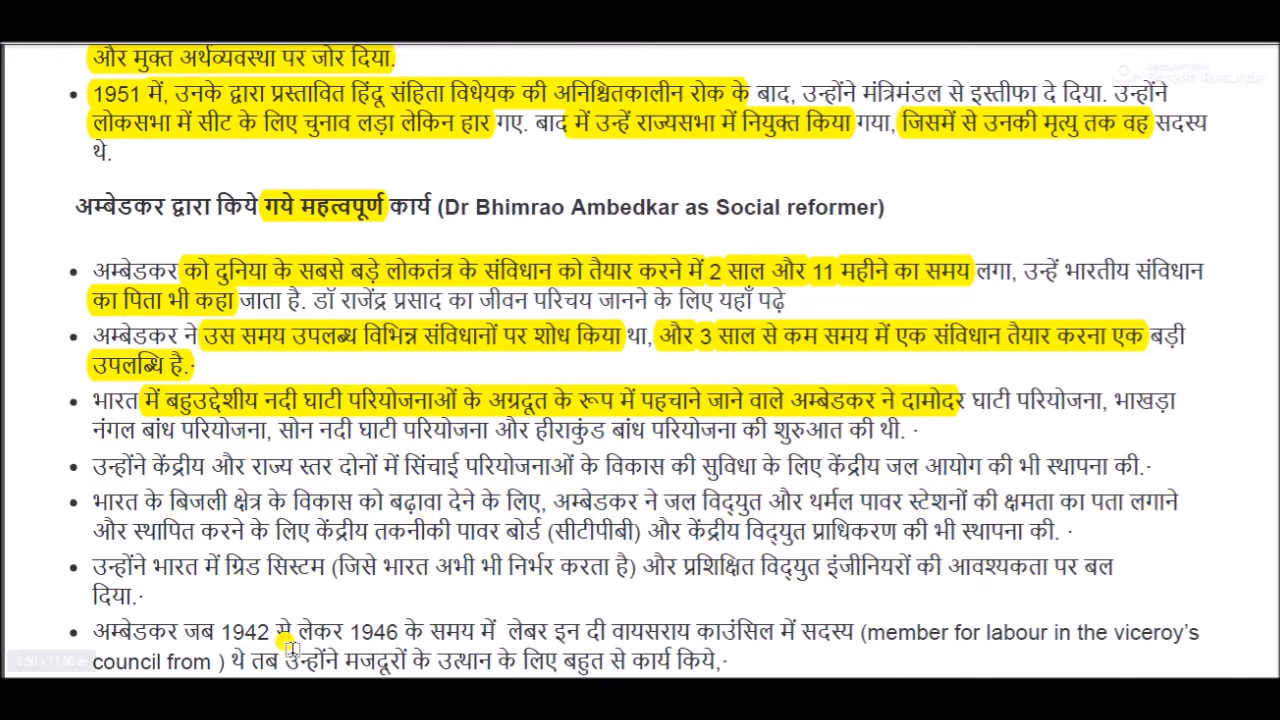 और मुक्त अर्थव्यवस्था पर जोर दिया.
• 1951 में, उनके द्वारा प्रस्तावित हिंदू संहिता विधेयक की अनिश्चितकालीन रोक के बाद, उन्होंने मंत्रिमंडल से इस्तीफा दे दिया. उन्होंने
लोकसभा में सीट के लिए चुनाव लड़ा लेकिन हार गए. बाद में उन्हें राज्यसभा में नियुक्त किया गया, जिसमें से उनकी मृत्यु तक वह सदस्य
थे.
अम्बेडकर द्वारा किये गये महत्वपूर्ण कार्य (Dr Bhimrao Ambedkar as Social reformer)
• अम्बेडकर को दुनिया के सबसे बड़े लोकतंत्र के संविधान को तैयार करने में 2 साल और 11 महीने का समय लगा, उन्हें भारतीय संविधान
का पिता भी कहा जाता है. डॉ राजेंद्र प्रसाद का जीवन परिचय जानने के लिए यहाँ पढ़े
• अम्बेडकर ने उस समय उपलब्ध विभिन्न संविधानों पर शोध किया था, और 3 साल से कम समय में एक संविधान तैयार करना एक बड़ी
उपलब्धि है.·
• भारत में बहुउद्देशीय नदी घाटी परियोजनाओं के अग्रदूत के रूप में पहचाने जाने वाले अम्बेडकर ने दामोदर घाटी परियोजना, भाखड़ा
नंगल बांध परियोजना, सोन नदी घाटी परियोजना और हीराकुंड बांध परियोजना की शुरुआत की थी. ·
• उन्होंने केंद्रीय और राज्य स्तर दोनों में सिंचाई परियोजनाओं के विकास की सुविधा के लिए केंद्रीय जल आयोग की भी स्थापना की.·
• भारत के बिजली क्षेत्र के विकास को बढ़ावा देने के लिए, अम्बेडकर ने जल विद्युत और थर्मल पावर स्टेशनों की क्षमता का पता लगाने
और स्थापित करने के लिए केंद्रीय तकनीकी पावर बोर्ड (सीटीपीबी) और केंद्रीय विद्युत प्राधिकरण की भी स्थापना की. ·
• उन्होंने भारत में ग्रिड सिस्टम (जिसे भारत अभी भी निर्भर करता है) और प्रशिक्षित विद्युत इंजीनियरों की आवश्यकता पर बल
दिया.·
• अम्बेडकर जब 1942 से लेकर 1946 के समय में लेबर इन दी वायसराय काउंसिल में सदस्य (member for labour in the viceroy's
council from ) थे तब उन्होंने मजदूरों के उत्थान के लिए बहुत से कार्य किये,·